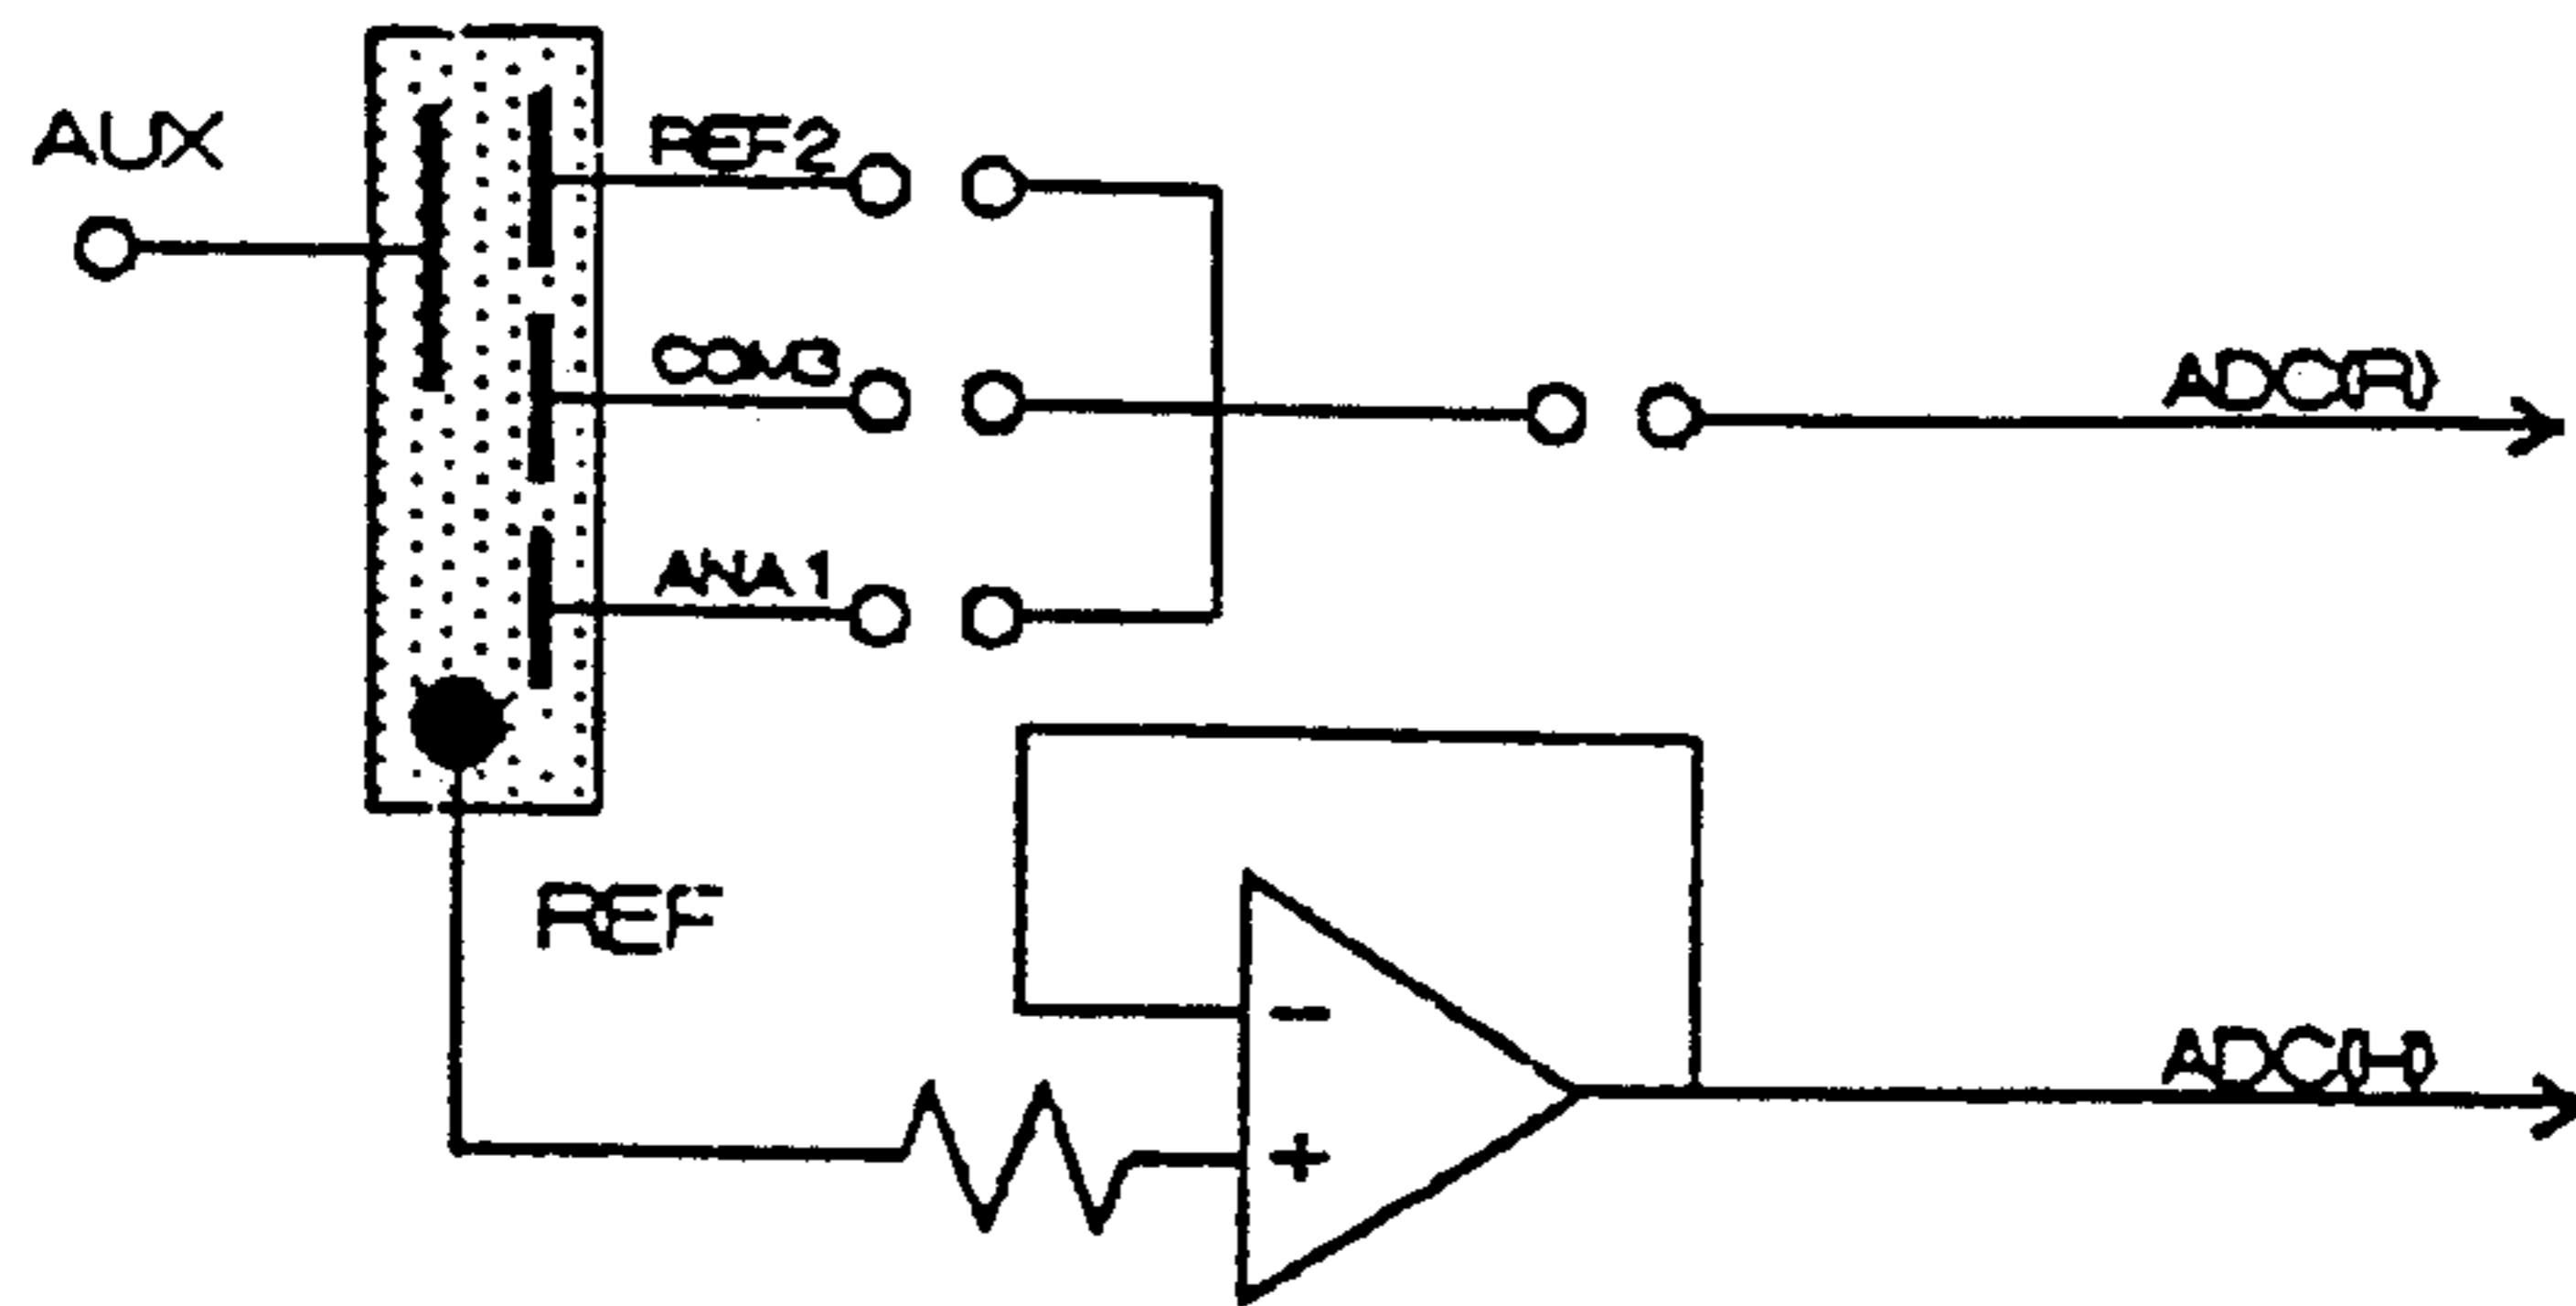 AUX
REF2
COM3
ANA1
ADC(R)
REF
-
+
ADC(H)